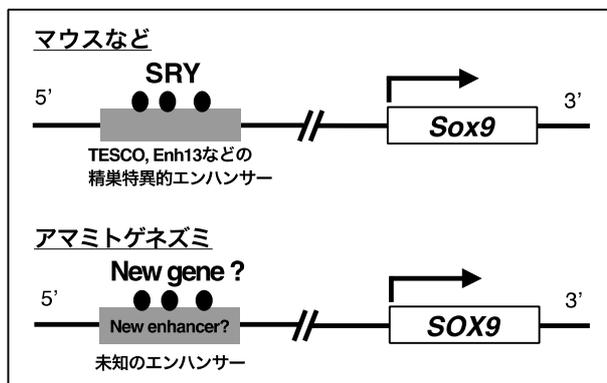 マウスなど
SRY
5’
3’
Sox9
TESCO, Enh13などの
精巣特異的エンハンサー
アマミトゲネズミ
New gene ?
5’
3’
New enhancer?
SOX9
未知のエンハンサー